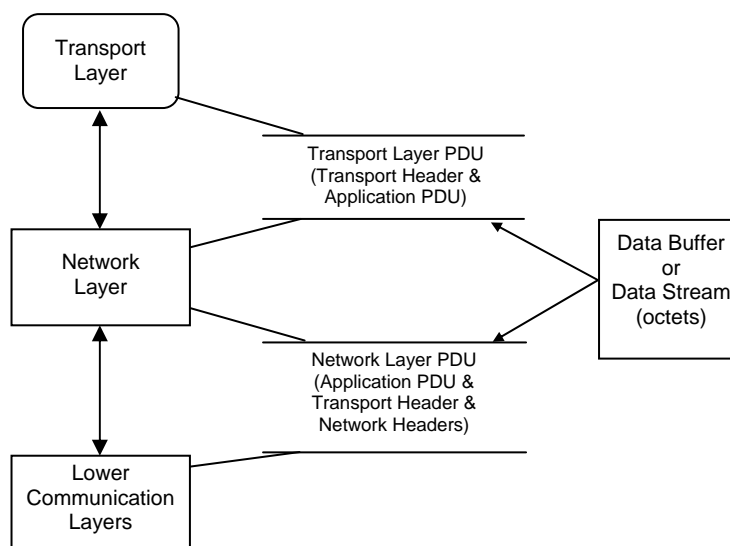 Transport
Layer
Transport Layer PDU
(Transport Header &
Application PDU)
Network
Layer
Data Buffer
or
Data Stream
(octets)
Network Layer PDU
(Application PDU &
Transport Header &
Network Headers)
Lower
Communication
Layers